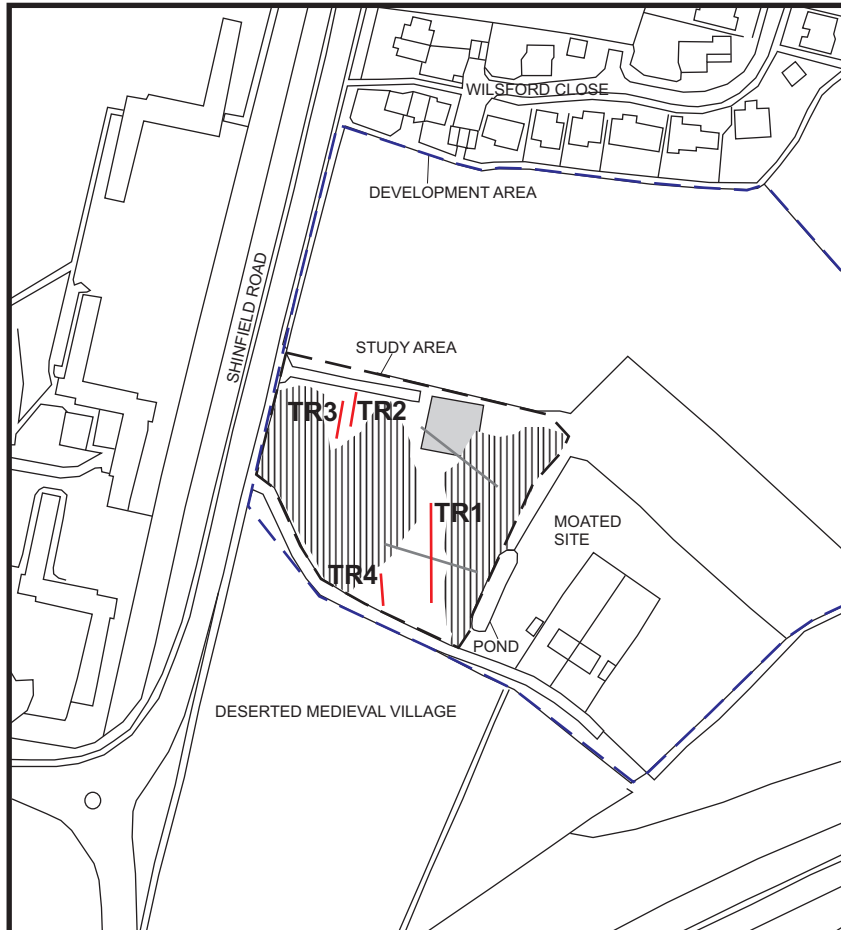 WILSFORD CLOSE
DEVELOPMENT AREA
SHINFIELD ROAD
STUDY AREA
TR3
TR2
TR1
MOATED
SITE
TR4
POND
DESERTED MEDIEVAL VILLAGE